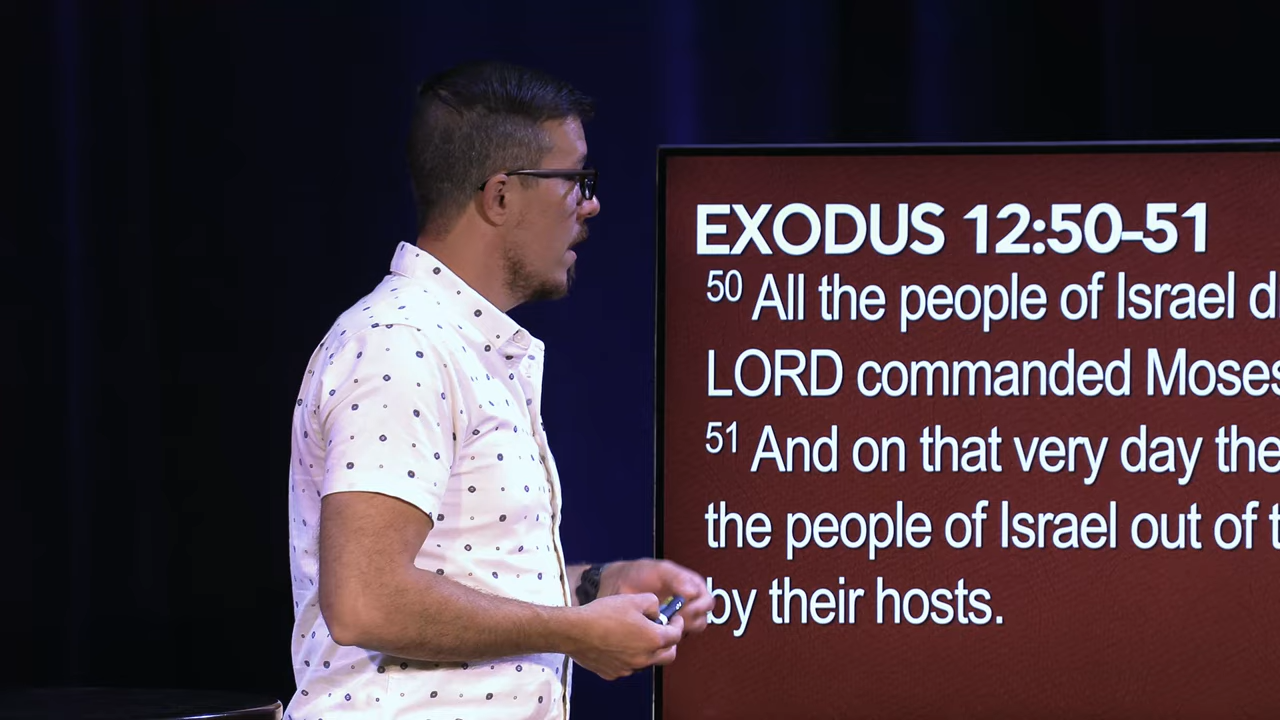 EXODUS 12:50-51
50 All the people of Israel
LORD commanded Moses
51 And on that very day the
the people of Israel out of
by their hosts.